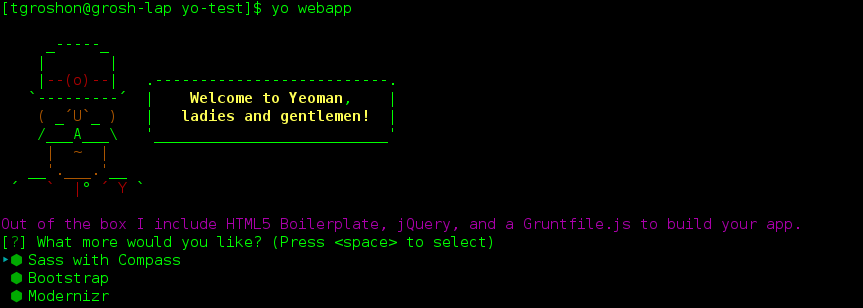 [tgroshon@grosh-lap yo-test]$ yo webapp
Welcome to Yeoman,
ladies and gentlemen!
Out of the box I include HTML5 Boilerplate, jQuery, and a Gruntfile.js to build your app.
[?] What more would you like? (Press <space> to select)
‣⬢ Sass with Compass
⬢ Bootstrap
⬢ Modernizr